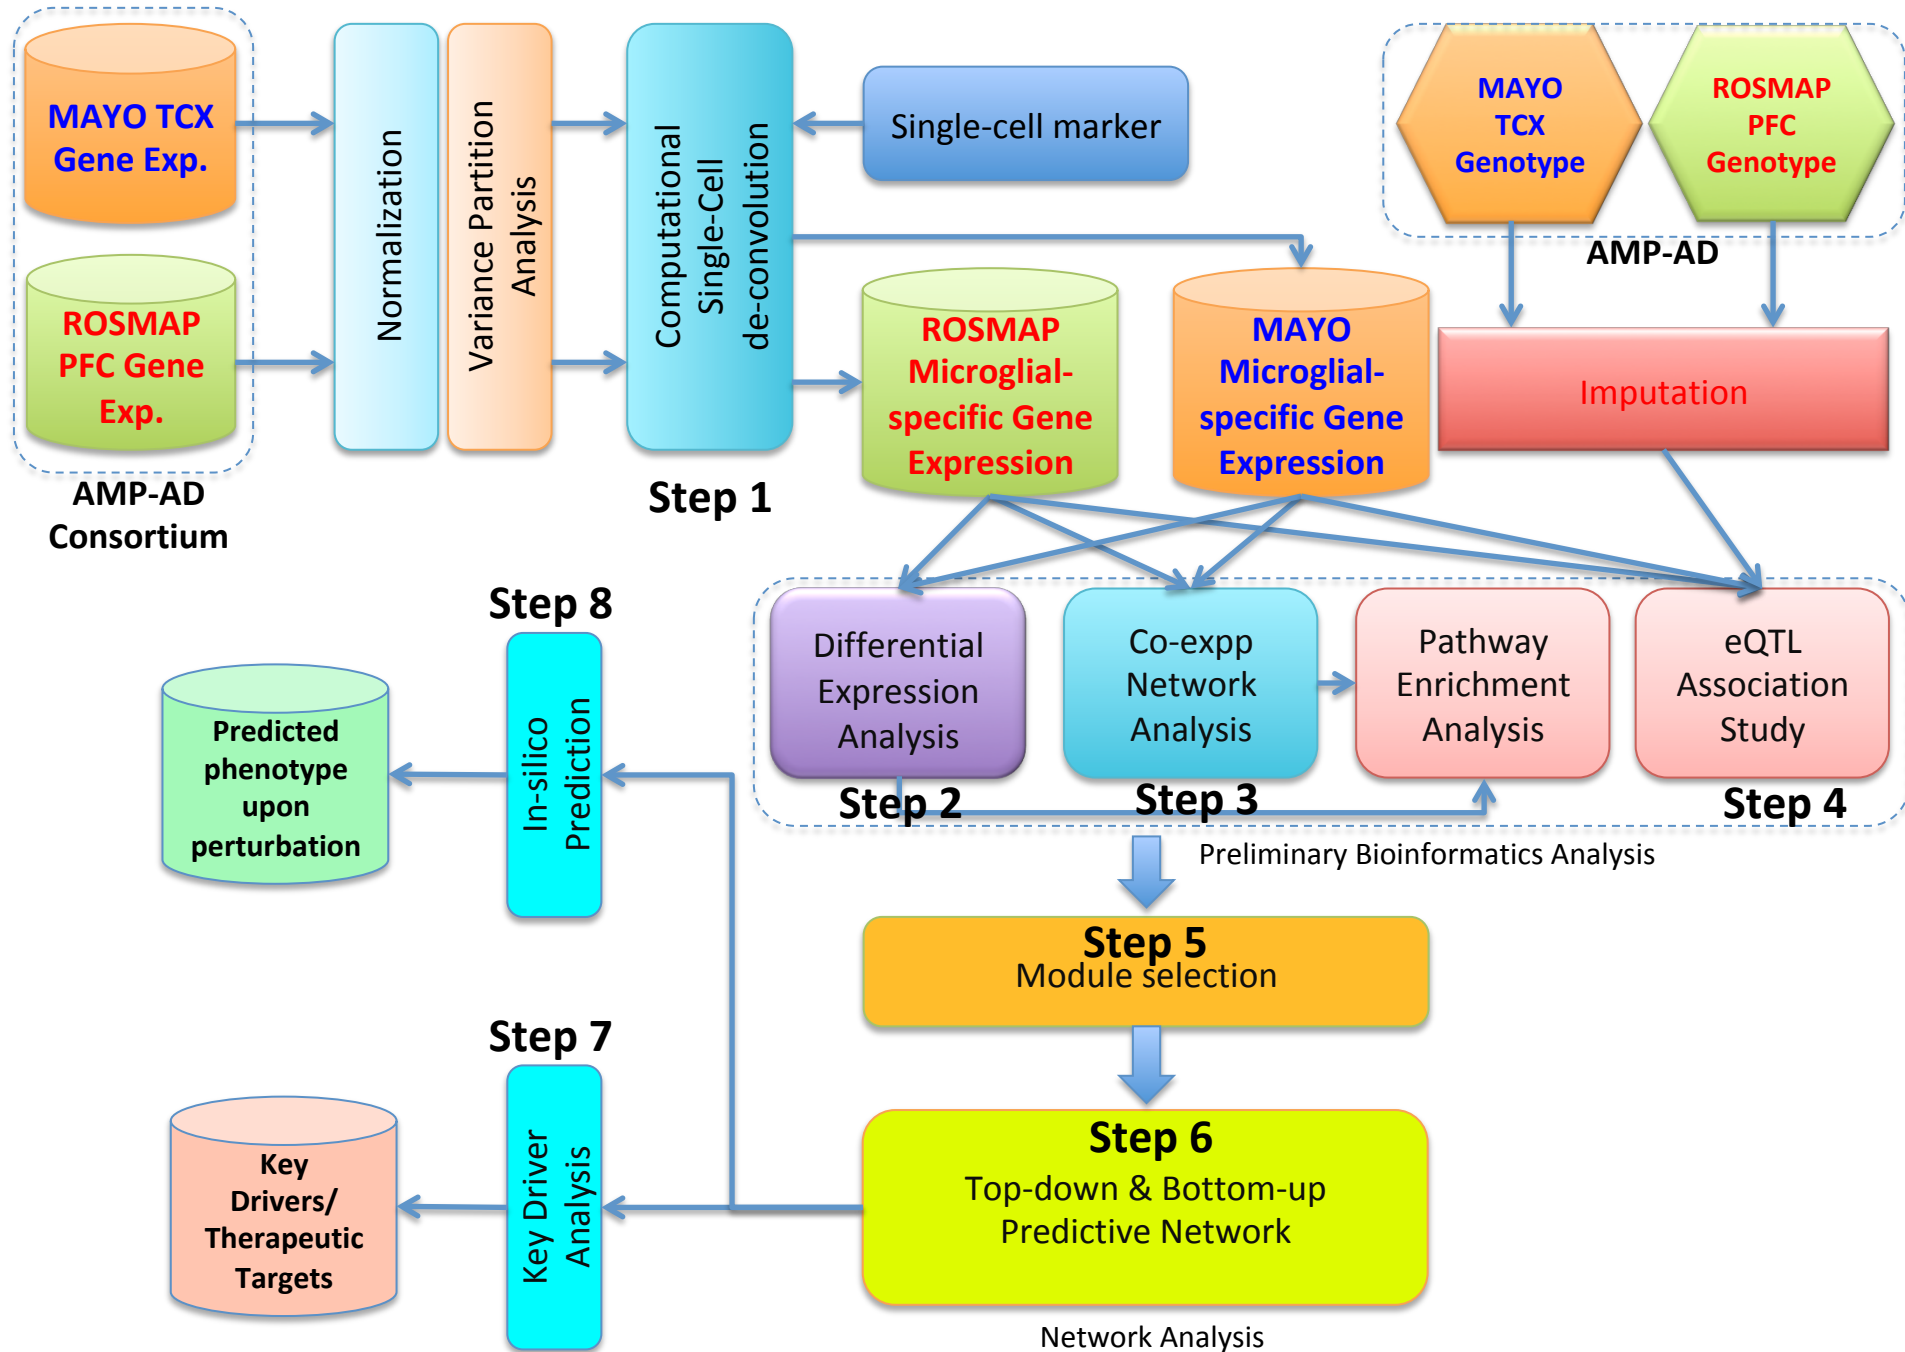 MAYO TCX
Gene Exp.
ROSMAP
PFC Gene
Exp.
AMP-AD
Consortium
Normalization
Variance Partition
Analysis
Computational
Single-Cell
de-convolution
Step 1
Single-cell marker
MAYO
TCX
Genotype
ROSMAP
PFC
Genotype
AMP-AD
Imputation
ROSMAP
Microglial-
specific Gene
Expression
MAYO
Microglial-
specific Gene
Expression
Differential
Expression
Analysis
Step 2
Co-expp
Network
Analysis
Step 3
Pathway
Enrichment
Analysis
eQTL
Association
Study
Step 4
Preliminary Bioinformatics Analysis
Step 5
Module selection
Step 6
Top-down & Bottom-up
Predictive Network
Network Analysis
Step 8
In-silico
Prediction
Predicted
phenotype
upon
perturbation
Step 7
Key Driver
Analysis
Key
Drivers/
Therapeutic
Targets